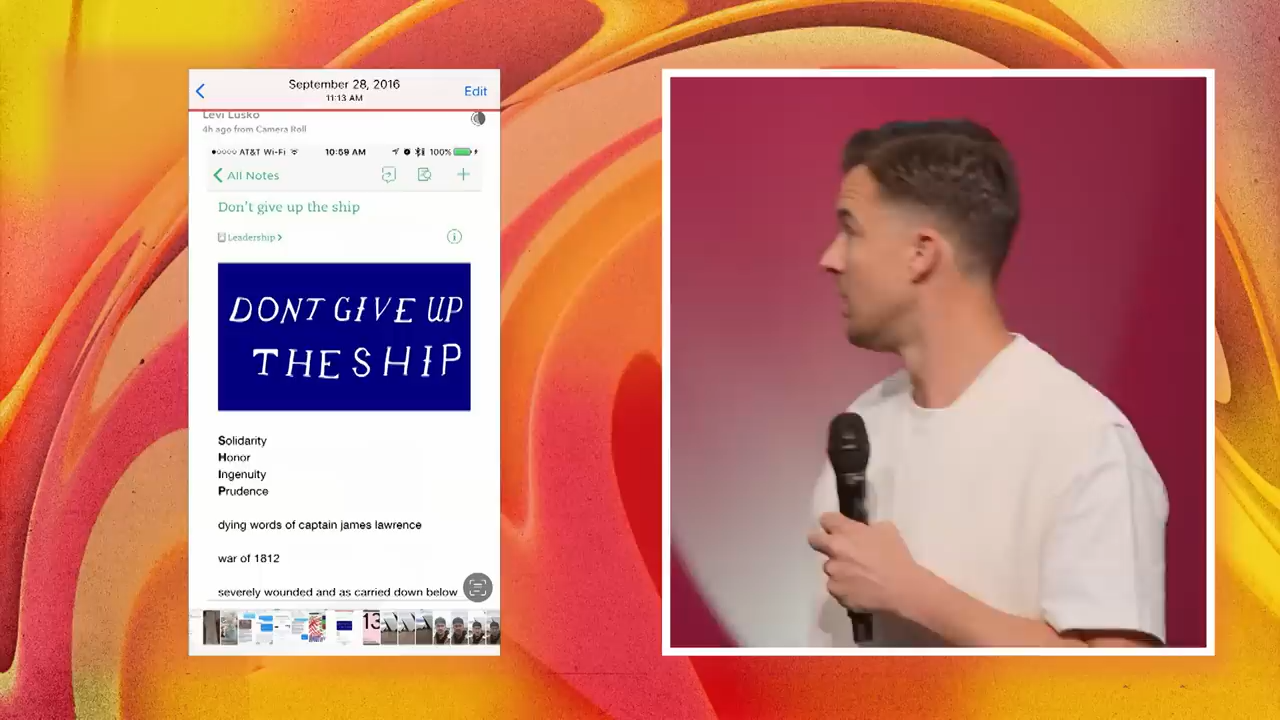 September 28, 2016
11:13 AM
Edit
Levi Lusko
4h ago from Camera Roll
AT&T Wi-Fi
10:59 AM
100%
All Notes
Don't give up the ship
Leadership
DONT GIVE UP
THE SHIP
Solidarity
Honor
Ingenuity
Prudence
dying words of captain james lawrence
war of 1812
severely wounded and as carried down below
13